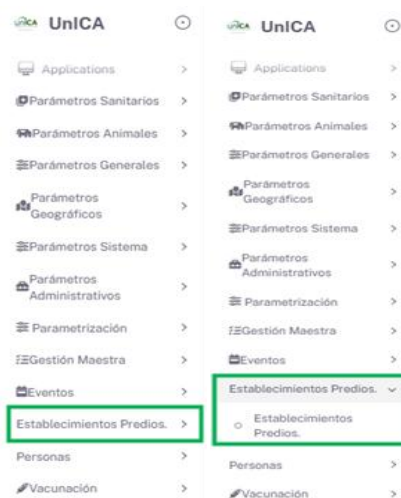 UnICA
Applications
Parámetros Sanitarios
Parámetros Animales
Parámetros Generales
Parámetros
Geográficos
Parámetros Sistema
Parámetros
Administrativos
Parametrización
Gestión Maestra
Eventos
Establecimientos Predios.
Personas
Vacunación
UnICA
Applications
Parámetros Sanitarios
Parámetros Animales
Parámetros Generales
Parámetros
Geográficos
Parámetros Sistema
Parámetros
Administrativos
Parametrización
Gestión Maestra
Eventos
Establecimientos Predios.
Establecimientos
Predios.
Personas
Vacunación